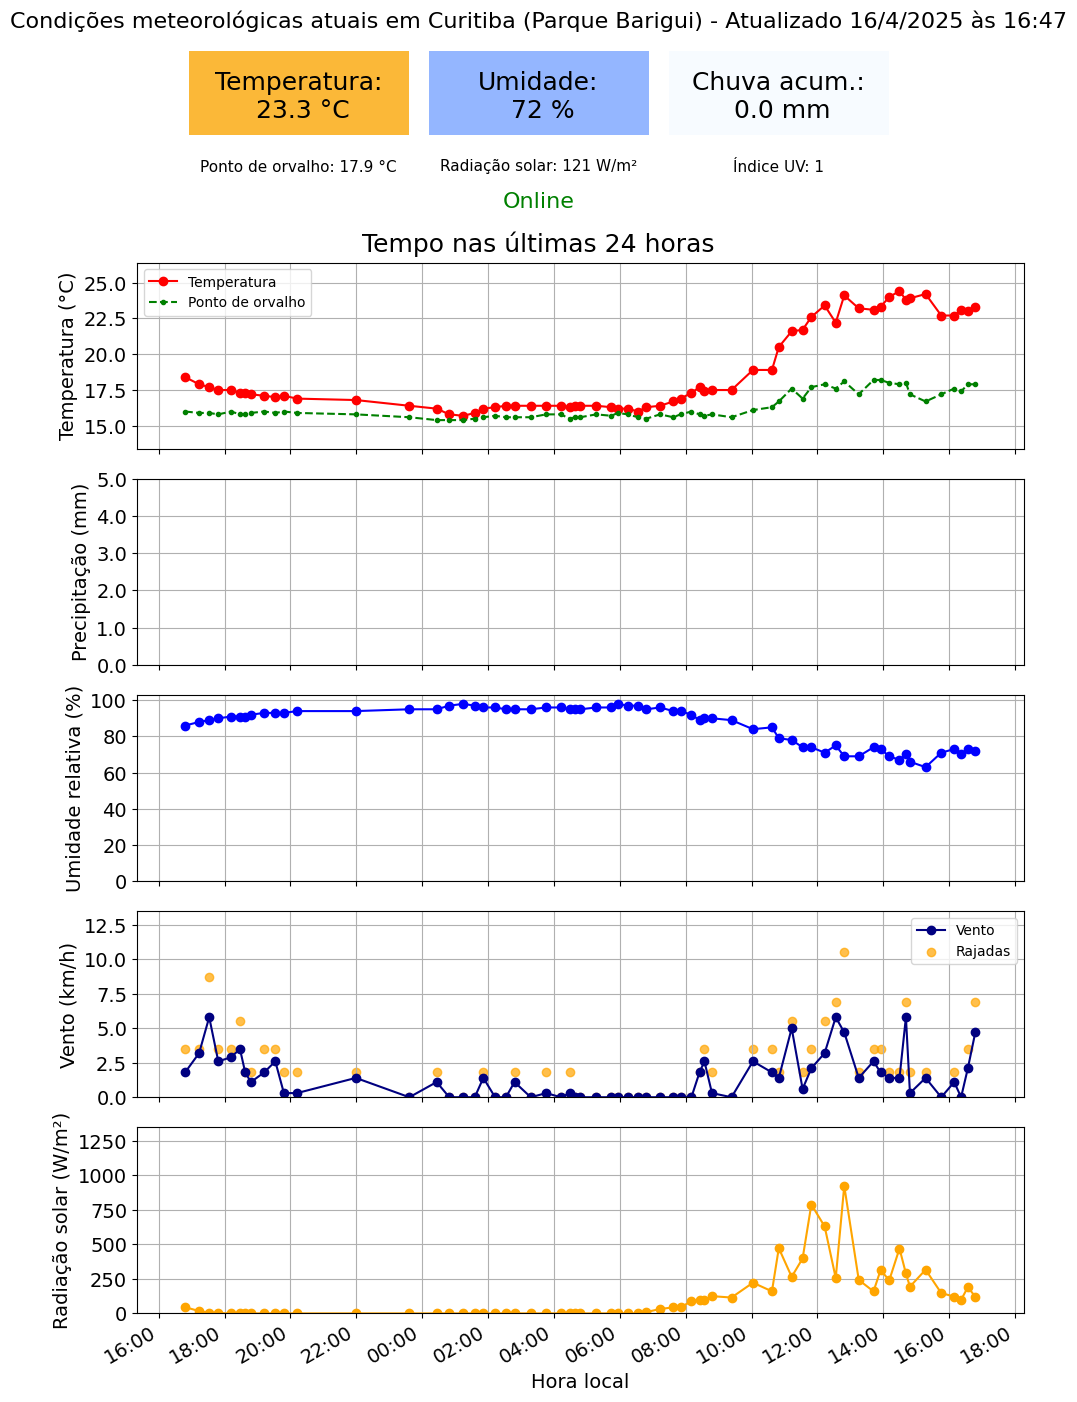 Condições meteorológicas atuais em Curitiba (Parque Barigui) - Atualizado 16/4/2025 às 16:47
Temperatura:
23.3 °C
Umidade:
72 %
Chuva acum.:
0.0 mm
Ponto de orvalho: 17.9 °C
Radiação solar: 121 W/m²
Índice UV: 1
Online
Tempo nas últimas 24 horas
Temperatura (°C)
25.0
22.5
20.0
17.5
15.0
Temperatura
Ponto de orvalho
Precipitação (mm)
5.0
4.0
3.0
2.0
1.0
0.0
Umidade relativa (%)
100
80
60
40
20
0
Vento (km/h)
12.5
10.0
7.5
5.0
2.5
0.0
Vento
Rajadas
Radiação solar (W/m²)
1250
1000
750
500
250
0
16:00
18:00
20:00
22:00
00:00
02:00
04:00
06:00
08:00
10:00
12:00
14:00
16:00
18:00
Hora local